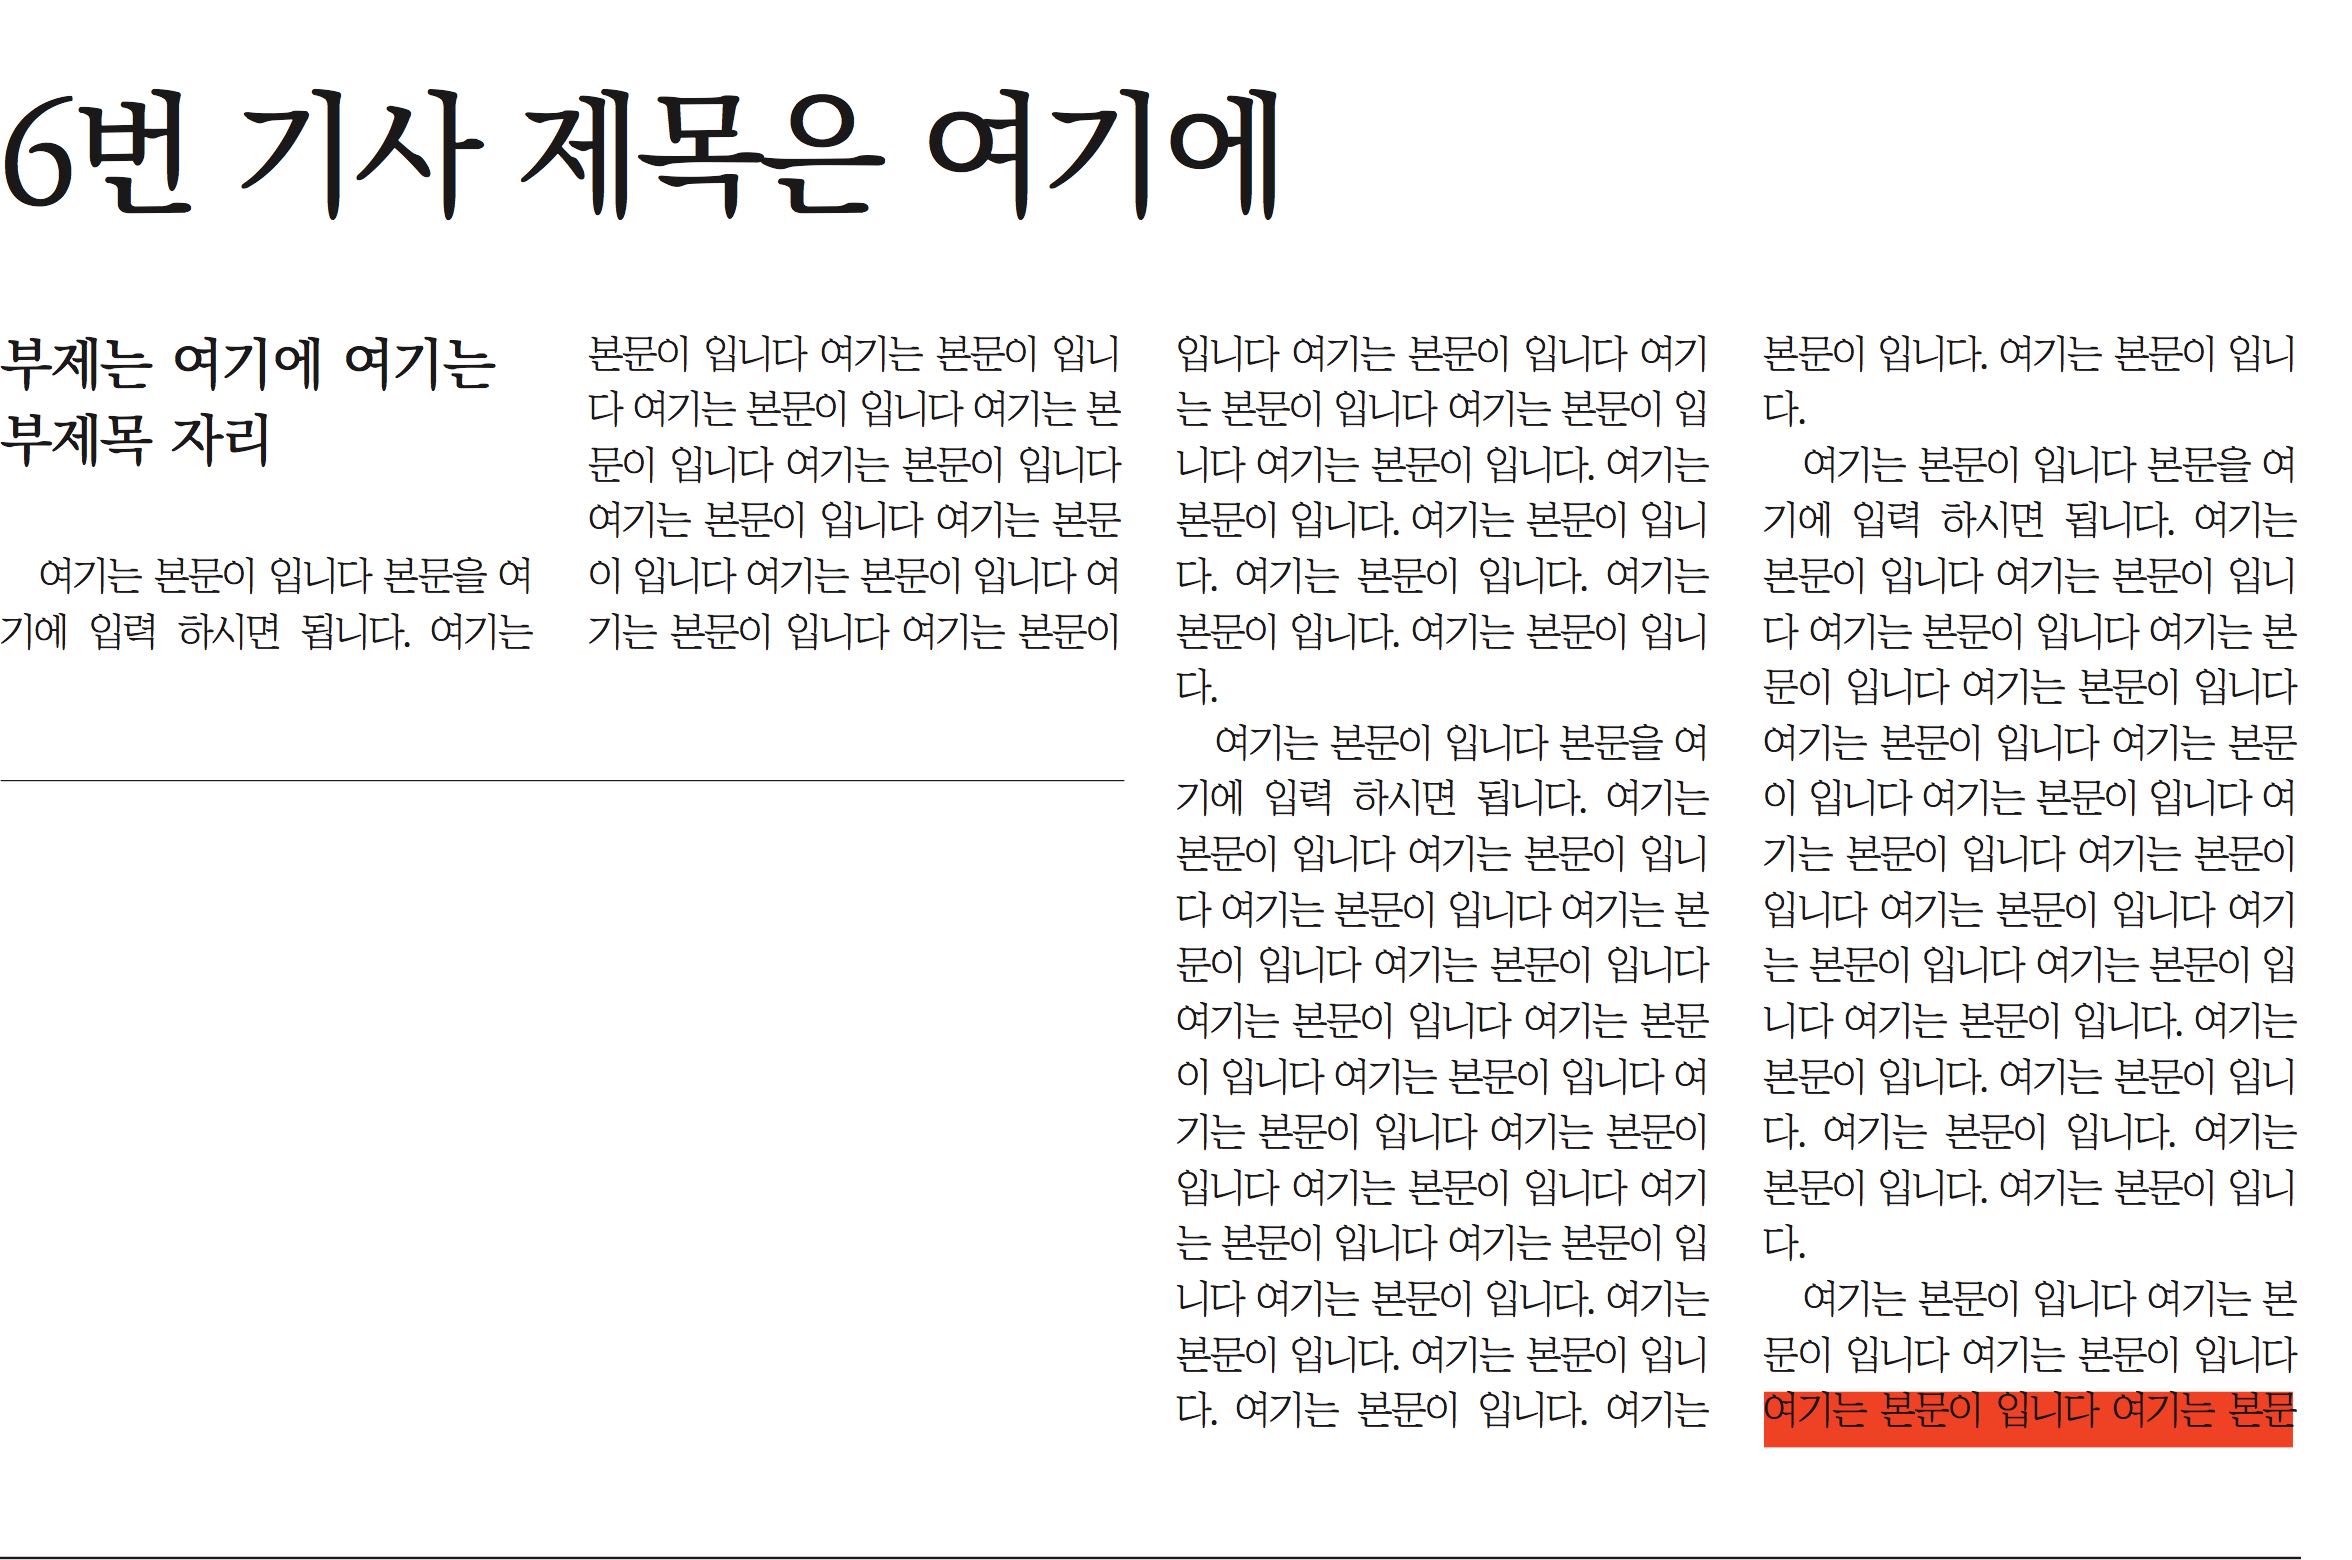 6번 기사 제목은 여기에
부제는 여기에 여기는
부제목 자리
여기는 본문이 입니다 본문을 여
기에 입력 하시면 됩니다. 여기는
본문이 입니다 여기는 본문이 입니
다 여기는 본문이 입니다 여기는 본
문이 입니다 여기는 본문이 입니다
여기는 본문이 입니다 여기는 본문
이 입니다 여기는 본문이 입니다 여
기는 본문이 입니다 여기는 본문이
입니다 여기는 본문이 입니다 여기
는 본문이 입니다 여기는 본문이 입
니다 여기는 본문이 입니다. 여기는
본문이 입니다. 여기는 본문이 입니
다. 여기는 본문이 입니다. 여기는
본문이 입니다. 여기는 본문이 입니
다.
여기는 본문이 입니다 본문을 여
기에 입력 하시면 됩니다. 여기는
본문이 입니다 여기는 본문이 입니
다 여기는 본문이 입니다 여기는 본
문이 입니다 여기는 본문이 입니다
여기는 본문이 입니다 여기는 본문
이 입니다 여기는 본문이 입니다 여
기는 본문이 입니다 여기는 본문이
입니다 여기는 본문이 입니다 여기
는 본문이 입니다 여기는 본문이 입
니다 여기는 본문이 입니다. 여기는
본문이 입니다. 여기는 본문이 입니
다. 여기는 본문이 입니다. 여기는
본문이 입니다. 여기는 본문이 입니
다.
여기는 본문이 입니다 본문을 여
기에 입력 하시면 됩니다. 여기는
본문이 입니다 여기는 본문이 입니
다 여기는 본문이 입니다 여기는 본
문이 입니다 여기는 본문이 입니다
여기는 본문이 입니다 여기는 본문
이 입니다 여기는 본문이 입니다 여
기는 본문이 입니다 여기는 본문이
입니다 여기는 본문이 입니다 여기
는 본문이 입니다 여기는 본문이 입
니다 여기는 본문이 입니다. 여기는
본문이 입니다. 여기는 본문이 입니
다. 여기는 본문이 입니다. 여기는
본문이 입니다. 여기는 본문이 입니
다.
여기는 본문이 입니다 여기는 본
문이 입니다 여기는 본문이 입니다
여기는 본문이 입니다 여기는 본문